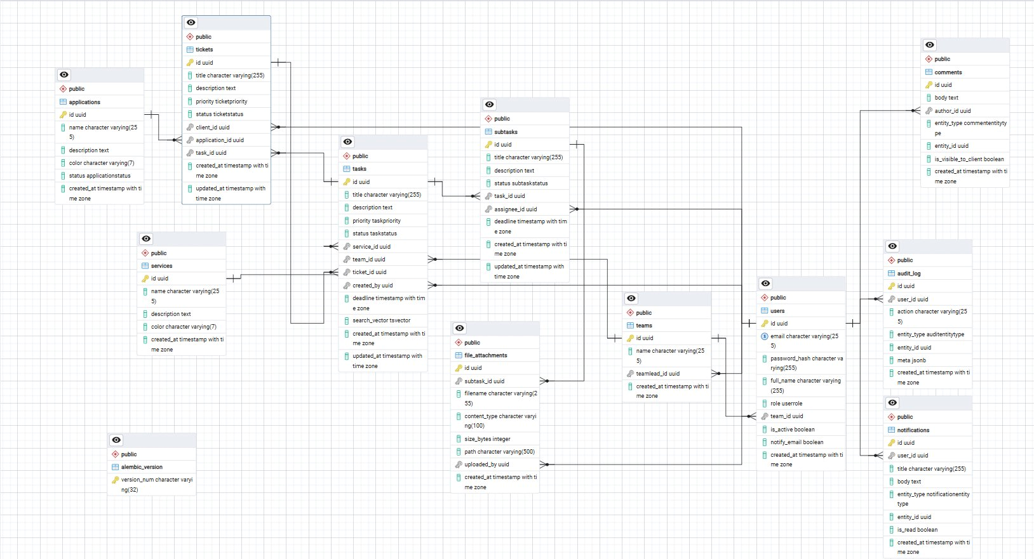 public
tickets
id uuid
title character varying(255)
description text
priority ticketpriority
status ticketstatus
client_id uuid
application_id uuid
task_id uuid
created_at timestamp with ti
me zone
updated_at timestamp with
time zone
public
applications
id uuid
name character varying(25
5)
description text
color character varying(7)
status applicationstatus
created_at timestamp with ti
me zone
public
services
id uuid
name character varying(25
5)
description text
color character varying(7)
created_at timestamp with ti
me zone
public
alembic_version
version_num character varyi
ng(32)
public
tasks
id uuid
title character varying(255)
description text
priority taskpriority
status taskstatus
service_id uuid
team_id uuid
ticket_id uuid
created_by uuid
deadline timestamp with tim
e zone
search_vector tsvector
created_at timestamp with ti
me zone
updated_at timestamp with
time zone
public
subtasks
id uuid
title character varying(255)
description text
status subtaskstatus
task_id uuid
assignee_id uuid
deadline timestamp with tim
e zone
created_at timestamp with ti
me zone
updated_at timestamp with
time zone
public
file_attachments
id uuid
subtask_id uuid
filename character varying(2
55)
content_type character varyi
ng(100)
size_bytes integer
path character varying(500)
uploaded_by uuid
created_at timestamp with ti
me zone
public
teams
id uuid
name character varying(25
5)
teamlead_id uuid
created_at timestamp with ti
me zone
public
users
id uuid
email character varying(25
5)
password_hash character va
rying(255)
full_name character varying
(255)
role userrole
team_id uuid
is_active boolean
notify_email boolean
created_at timestamp with ti
me zone
public
comments
id uuid
body text
author_id uuid
entity_type commententityty
pe
entity_id uuid
is_visible_to_client boolean
created_at timestamp with ti
me zone
public
audit_log
id uuid
user_id uuid
action character varying(25
5)
entity_type auditentitytype
entity_id uuid
meta jsonb
created_at timestamp with ti
me zone
public
notifications
id uuid
user_id uuid
title character varying(255)
body text
entity_type notificationentity
type
entity_id uuid
is_read boolean
created_at timestamp with ti
me zone